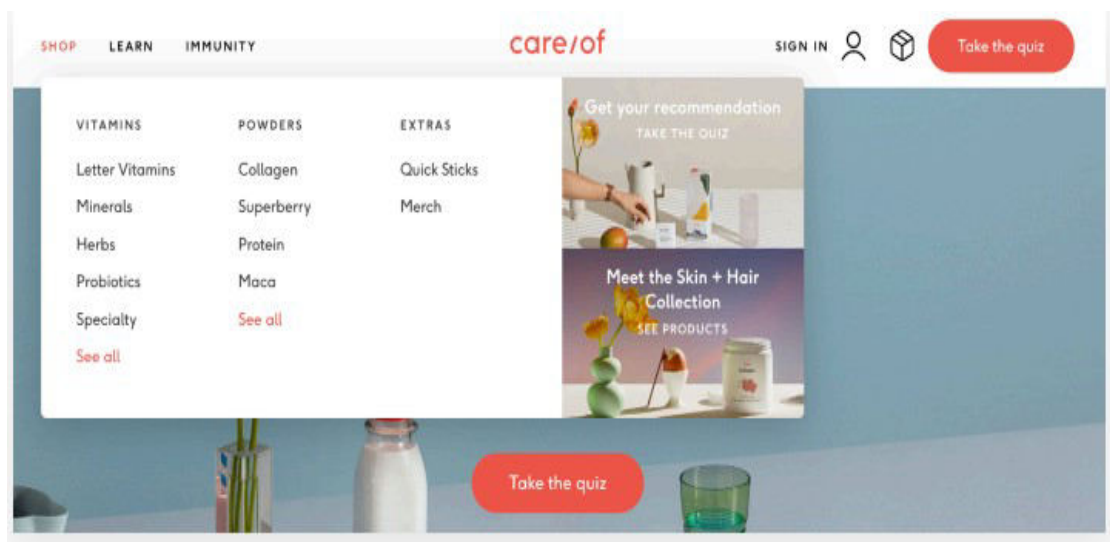 SHOP LEARN IMMUNITY care/of SIGN IN Take the quiz
VITAMINS
Letter Vitamins
Minerals
Herbs
Probiotics
Specialty
See all
POWDERS
Collagen
Superberry
Protein
Maca
See all
EXTRAS
Quick Sticks
Merch
Get your recommendation
TAKE THE QUIZ
Meet the Skin + Hair
Collection
SEE PRODUCTS
Take the quiz